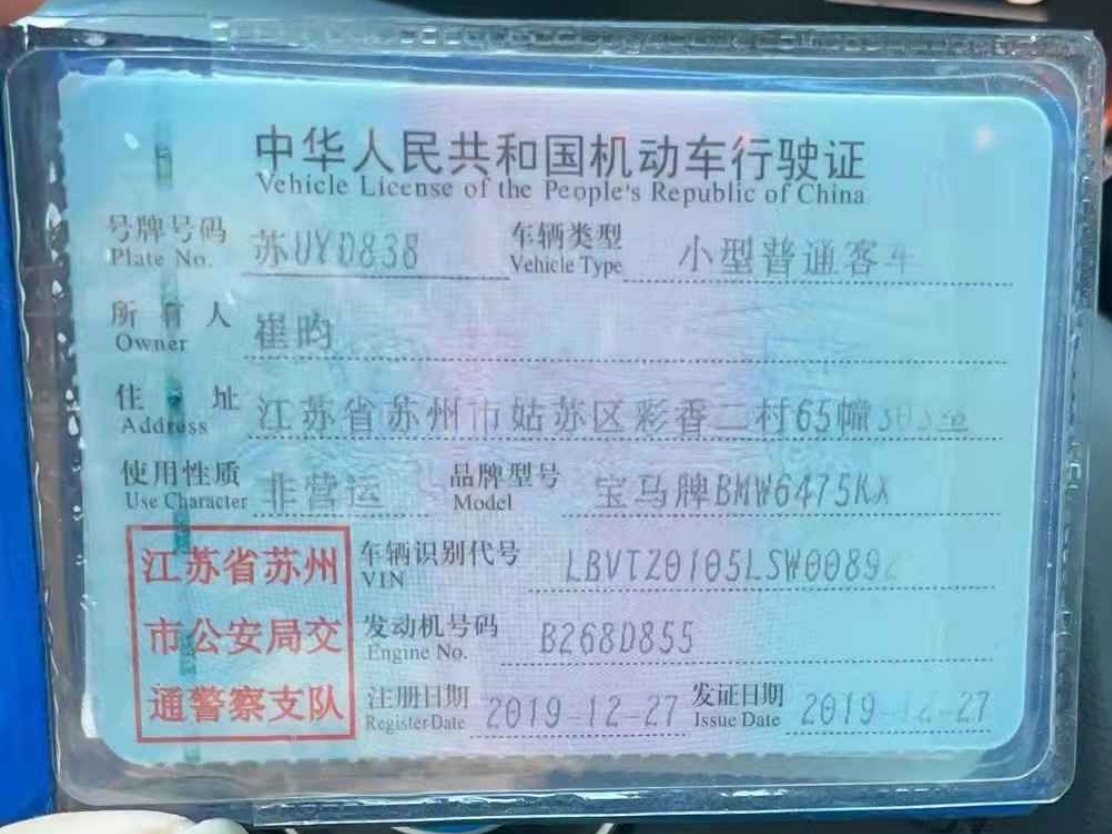 中华人民共和国机动车行驶证
Vehicle License of the People's Republic of China
号牌号码 苏UYD838 车辆类型 小型普通客车
Plate No. Vehicle Type
所有人 崔昀
Owner
住址 江苏省苏州市姑苏区彩香二村65幢303室
Address
使用性质 非营运 品牌型号 宝马牌BMW6475KX
Use Character Model
江苏省苏州
市公安局交
通警察支队
车辆识别代号 LBVTZ0105LSW0089
VIN
发动机号码 B268D855
Engine No.
注册日期 2019-12-27 发证日期 2019-12-27
Register Date Issue Date